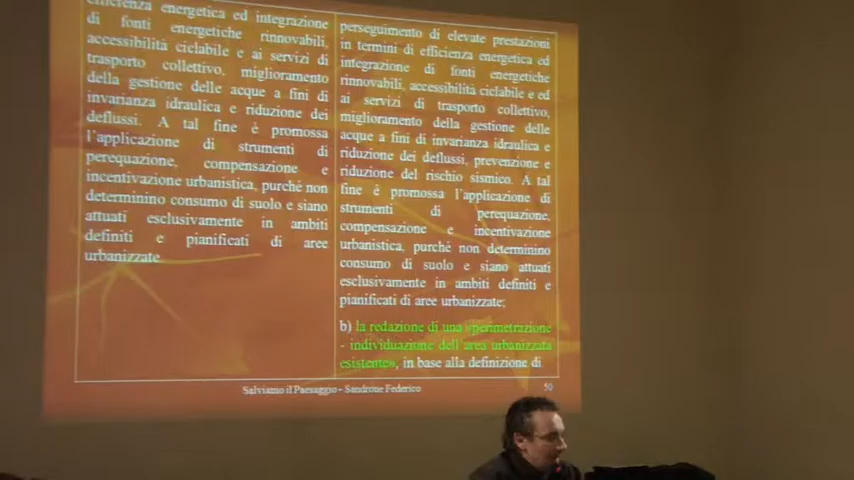 efficienza energetica ed integrazione
di fonti energetiche rinnovabili,
accessibilità ciclabile e ai servizi di
trasporto collettivo, miglioramento
della gestione delle acque a fini di
invarianza idraulica e riduzione dei
deflussi. A tal fine è promossa
l'applicazione di strumenti di
perequazione, compensazione e
incentivazione urbanistica, purché non
determinino consumo di suolo e siano
attuati esclusivamente in ambiti
definiti e pianificati di aree
urbanizzate.
perseguimento di elevate prestazioni
in termini di efficienza energetica ed
integrazione di fonti energetiche
rinnovabili, accessibilità ciclabile e ed
ai servizi di trasporto collettivo,
miglioramento della gestione delle
acque a fini di invarianza idraulica e
riduzione dei deflussi, prevenzione e
riduzione del rischio sismico. A tal
fine è promossa l'applicazione di
strumenti di perequazione,
compensazione e incentivazione
urbanistica, purché non determinino
consumo di suolo e siano attuati
esclusivamente in ambiti definiti e
pianificati di aree urbanizzate;
b) la redazione di una «perimetrazione
- individuazione dell'area urbanizzata
esistente», in base alla definizione di
Salviamo il Paesaggio - Sandrone Federico
50